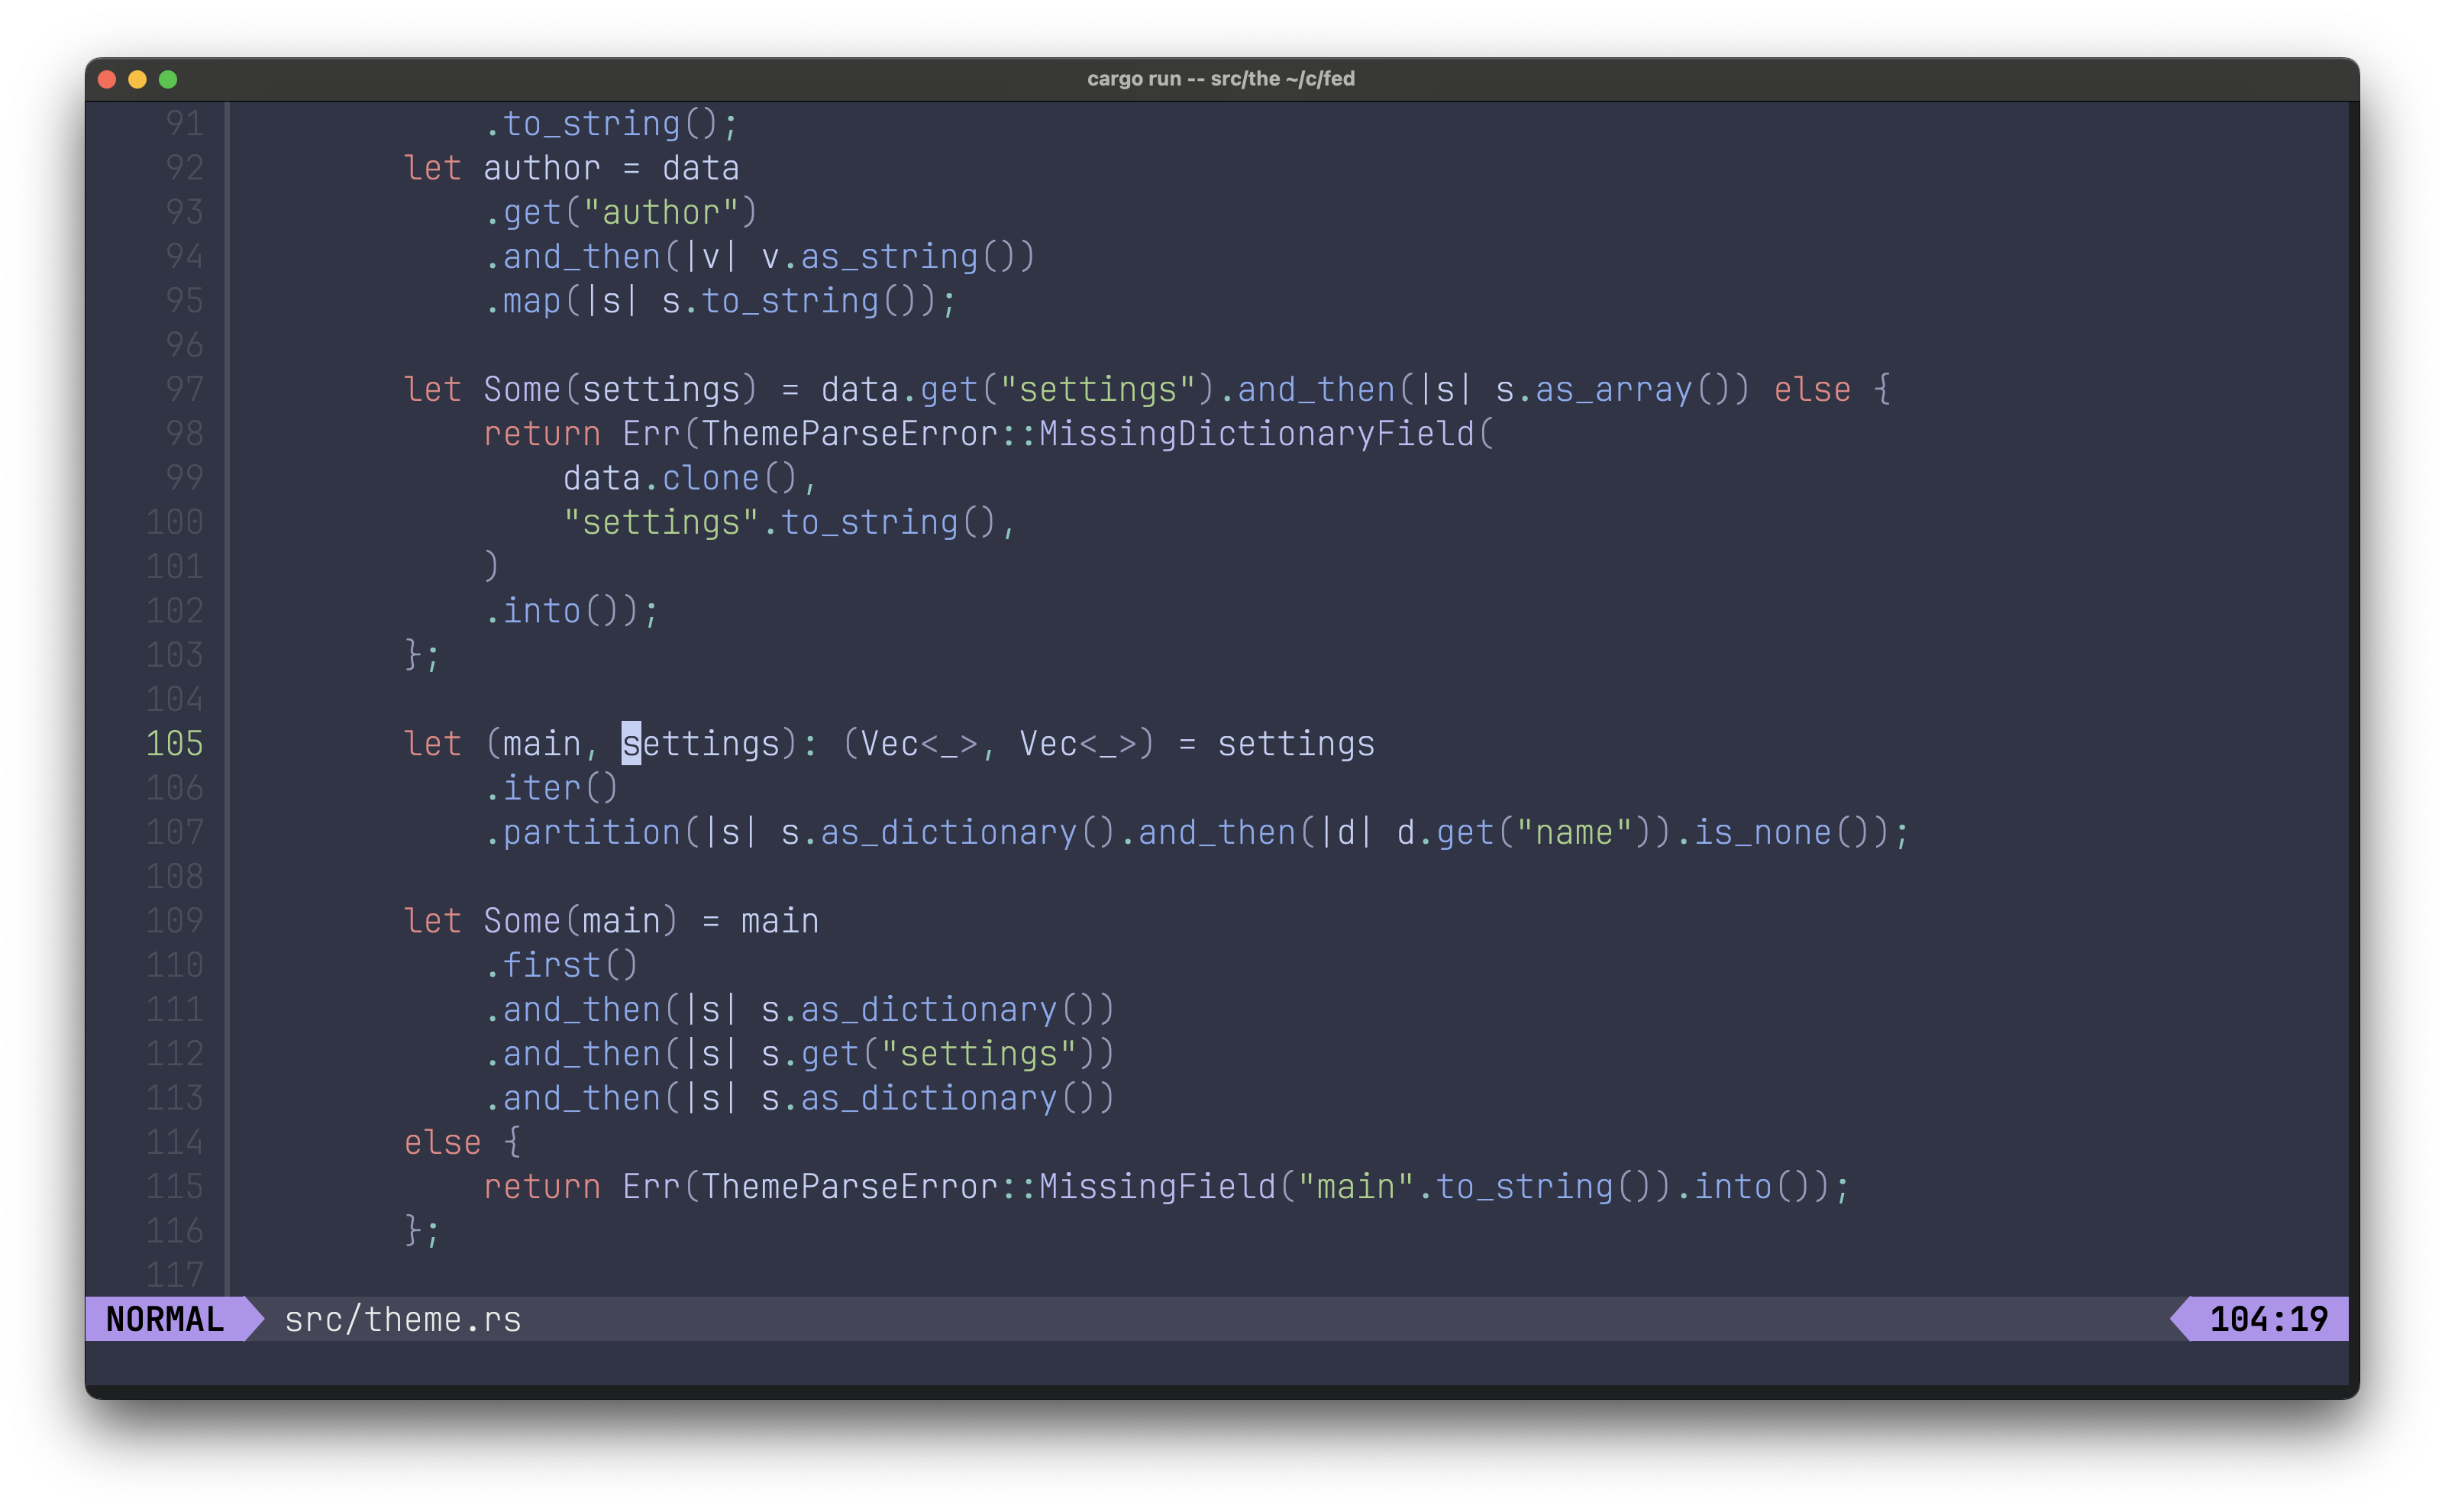 cargo run -- src/the ~/c/fed
91 .to_string();
92 let author = data
93 .get("author")
94 .and_then(|v| v.as_string())
95 .map(|s| s.to_string());
96
97 let Some(settings) = data.get("settings").and_then(|s| s.as_array()) else {
98 return Err(ThemeParseError::MissingDictionaryField(
99 data.clone(),
100 "settings".to_string(),
101 )
102 .into());
103 };
104
105 let (main, settings): (Vec<_>, Vec<_>) = settings
106 .iter()
107 .partition(|s| s.as_dictionary().and_then(|d| d.get("name")).is_none());
108
109 let Some(main) = main
110 .first()
111 .and_then(|s| s.as_dictionary())
112 .and_then(|s| s.get("settings"))
113 .and_then(|s| s.as_dictionary())
114 else {
115 return Err(ThemeParseError::MissingField("main".to_string()).into());
116 };
117
NORMAL src/theme.rs 104:19